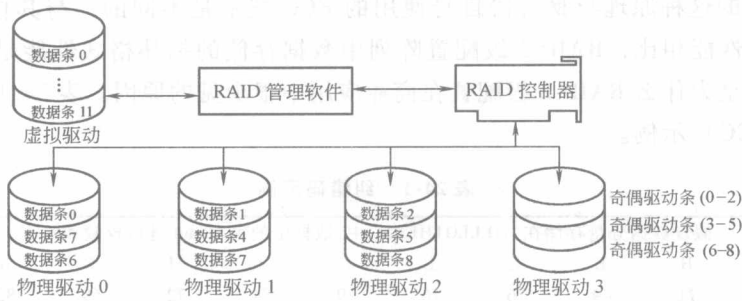 数据条 0
⋮
数据条 11
虚拟驱动
RAID 管理软件
RAID 控制器
数据条0
数据条7
数据条6
物理驱动 0
数据条1
数据条4
数据条7
物理驱动 1
数据条2
数据条5
数据条8
物理驱动 2
物理驱动 3
奇偶驱动条 (0-2)
奇偶驱动条 (3-5)
奇偶驱动条 (6-8)